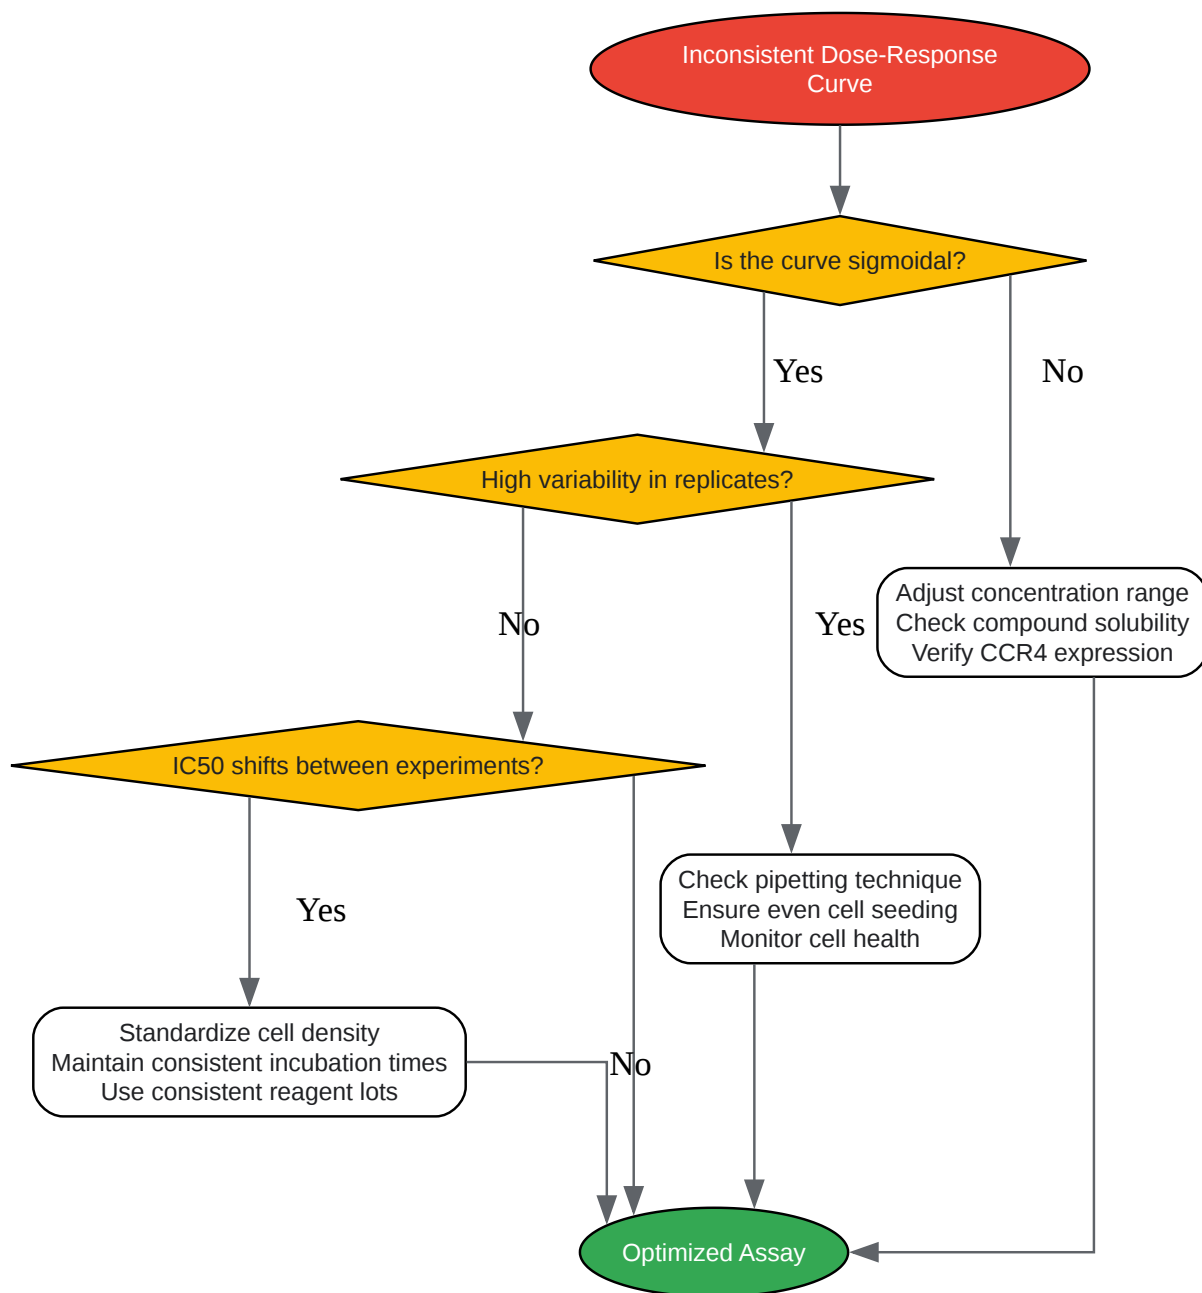 Inconsistent Dose-Response
Curve
Is the curve sigmoidal?
Yes
No
High variability in replicates?
Adjust concentration range
Check compound solubility
Verify CCR4 expression
No
Yes
IC50 shifts between experiments?
Check pipetting technique
Ensure even cell seeding
Monitor cell health
Yes
Standardize cell density
Maintain consistent incubation times
Use consistent reagent lots
No
Optimized Assay